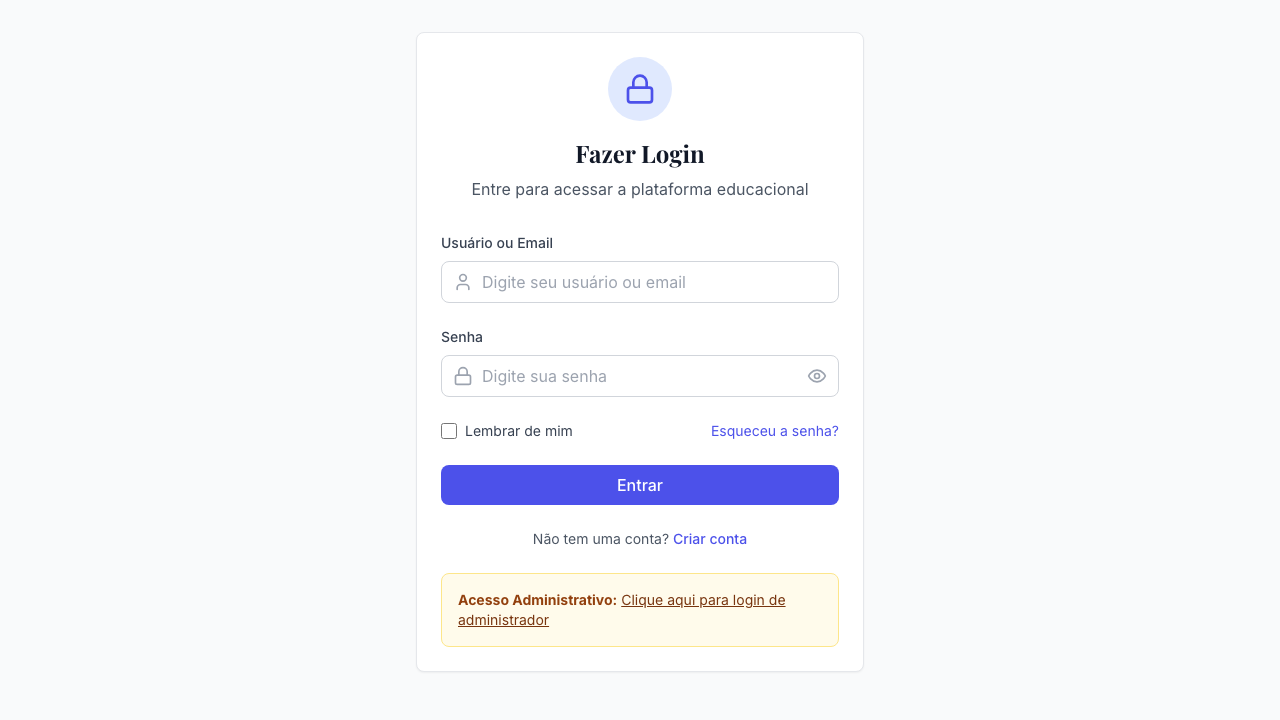 Fazer Login
Entre para acessar a plataforma educacional
Usuário ou Email
Digite seu usuário ou email
Senha
Digite sua senha
Lembrar de mim
Esqueceu a senha?
Entrar
Não tem uma conta? Criar conta
Acesso Administrativo: Clique aqui para login de
administrador